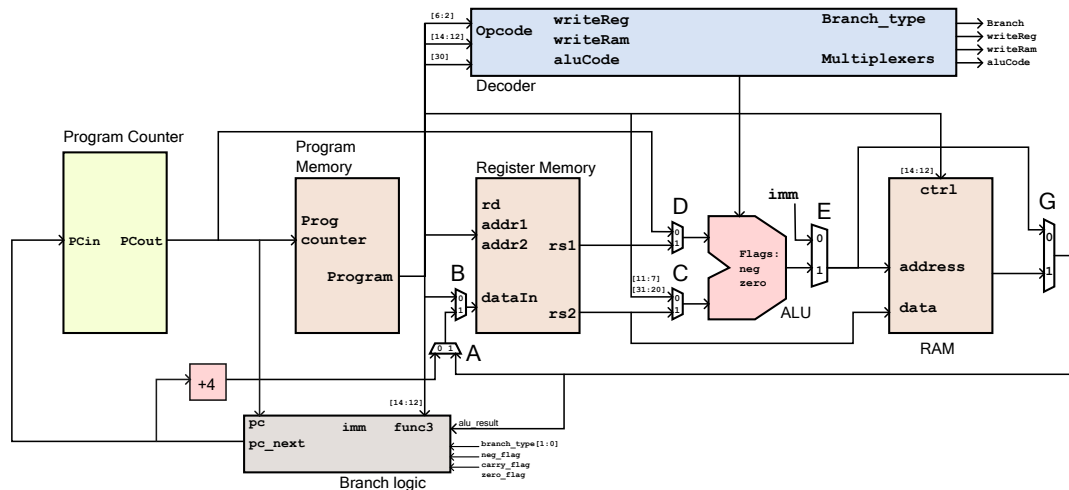 [6:2]
[14:12]
[30]
Opcode
writeReg
writeRam
aluCode
Branch_type
Multiplexers
Branch
writeReg
writeRam
aluCode
Decoder
Program Counter
PCin
PCout
Program
Memory
Prog
counter
Program
Register Memory
rd
addr1
addr2
dataIn
rs1
rs2
B
0
1
A
0 1
D
0
1
[11:7]
[31:20]
C
0
1
Flags:
neg
zero
ALU
imm
E
0
1
[14:12]
ctrl
address
data
RAM
G
0
1
+4
[14:12]
pc
imm
func3
pc_next
Branch logic
alu_result
branch_type[1:0]
neg_flag
carry_flag
zero_flag